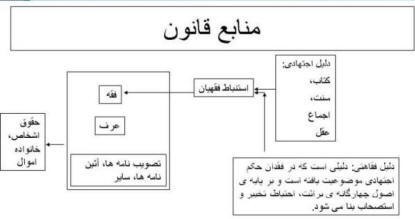 منابع قانون
دلیل اجتهادی:
کتاب،
سنت،
اجماع
عقل
استنباط فقیهان
فقه
عرف
تصویب نامه ها، آئین
نامه ها، سایر
حقوق
اشخاص،
خانواده
اموال
دلیل فقاهتی: دلیلی است که در فقدان حکم
اجتهادی موضوعیت یافته است و بر پایه ی
اصول چهارگانه ی برائت، احتیاط تخییر و
استصحاب بنا می شود.